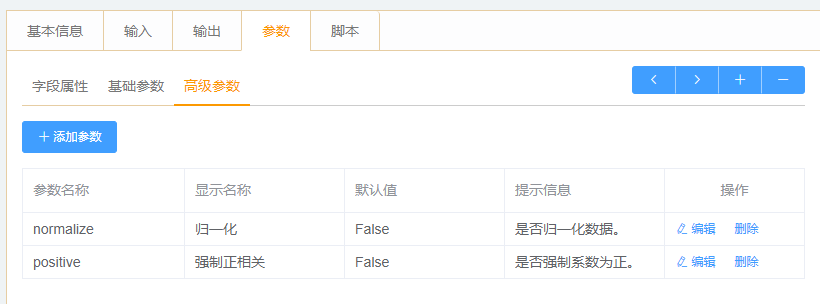 基本信息 输入 输出 参数 脚本
字段属性 基础参数 高级参数
添加参数
参数名称 显示名称 默认值 提示信息 操作
normalize 归一化 False 是否归一化数据。 编辑 删除
positive 强制正相关 False 是否强制系数为正。 编辑 删除